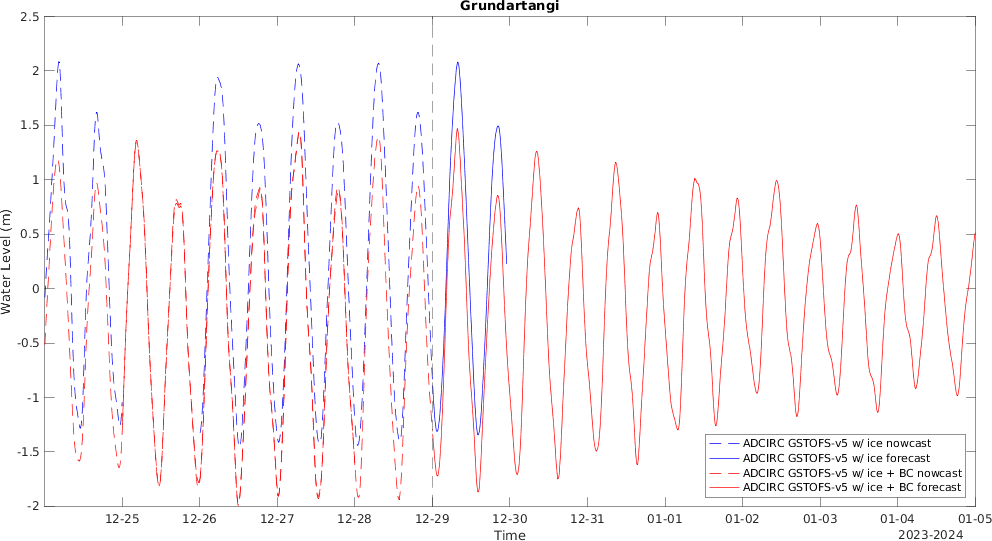 Grundartangi
2.5
2
1.5
1
0.5
0
-0.5
-1
-1.5
-2
Water Level (m)
ADCIRC GSTOFS-v5 w/ ice nowcast
ADCIRC GSTOFS-v5 w/ ice forecast
ADCIRC GSTOFS-v5 w/ ice + BC nowcast
ADCIRC GSTOFS-v5 w/ ice + BC forecast
12-25 12-26 12-27 12-28 12-29 12-30 12-31 01-01 01-02 01-03 01-04 01-05
Time
2023-2024